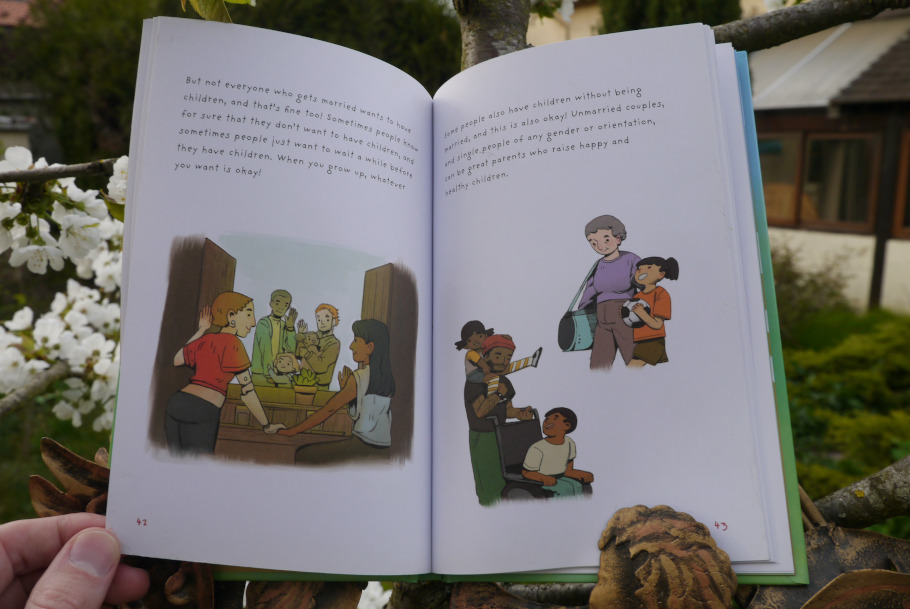 But not everyone who gets married wants to have
children, and that's fine too! Sometimes people know
for sure that they don't want to have children, and
sometimes people just want to wait a while before
they have children. When you grow up, whatever
you want is okay!
42
Some people also have children without being
married, and this is also okay! Unmarried couples,
and single people of any gender or orientation,
can be great parents who raise happy and
healthy children.
43